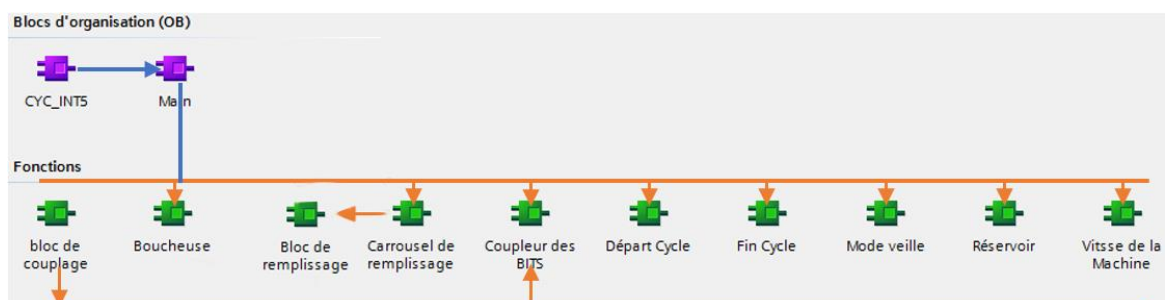 Blocs d'organisation (OB)
CYC_INT5
Main
Fonctions
bloc de
couplage
Boucheuse
Bloc de
remplissage
Carrousel de
remplissage
Coupleur des
BITS
Départ Cycle
Fin Cycle
Mode veille
Réservoir
Vitsse de la
Machine